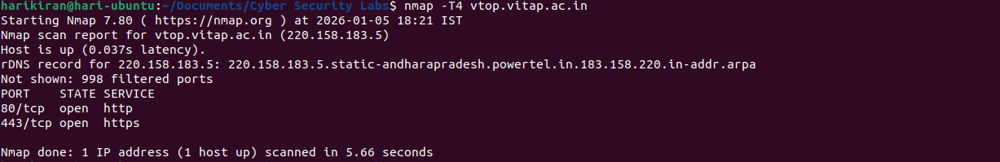 harikiran@hari-ubuntu:~/Documents/Cyber Security Labs$ nmap -T4 vtop.vitap.ac.in
Starting Nmap 7.80 ( https://nmap.org ) at 2026-01-05 18:21 IST
Nmap scan report for vtop.vitap.ac.in (220.158.183.5)
Host is up (0.037s latency).
rDNS record for 220.158.183.5: 220.158.183.5.static-andharapradesh.powertel.in.183.158.220.in-addr.arpa
Not shown: 998 filtered ports
PORT    STATE SERVICE
80/tcp  open  http
443/tcp open  https
Nmap done: 1 IP address (1 host up) scanned in 5.66 seconds